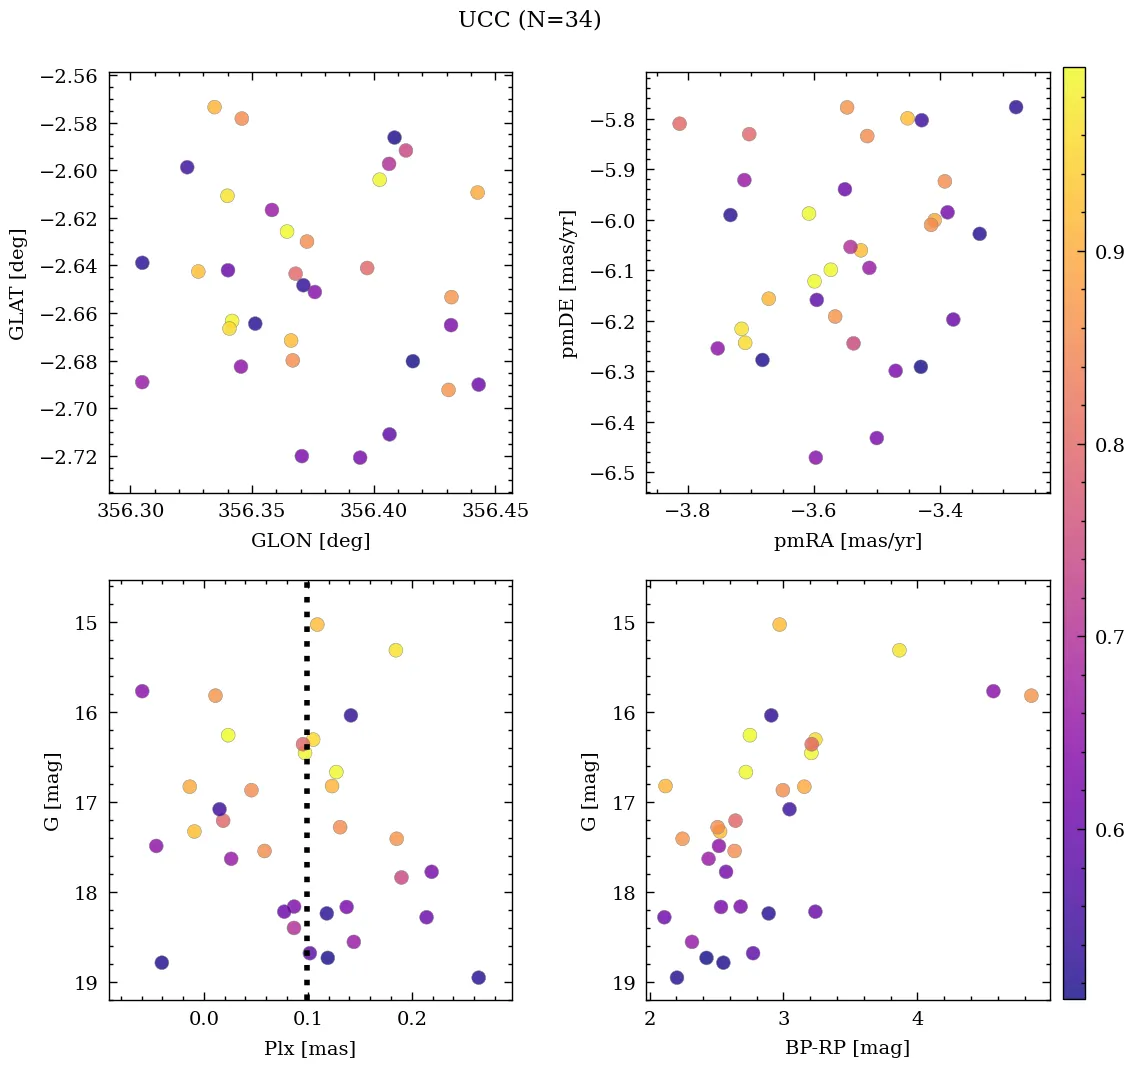 UCC (N=34)
−2.56
−2.58
−2.60
−2.62
−2.64
−2.66
−2.68
−2.70
−2.72
GLAT [deg]
356.30 356.35 356.40 356.45
GLON [deg]
−5.8
−5.9
−6.0
−6.1
−6.2
−6.3
−6.4
−6.5
pmDE [mas/yr]
−3.8 −3.6 −3.4
pmRA [mas/yr]
15
16
17
18
19
G [mag]
0.0 0.1 0.2
Plx [mas]
15
16
17
18
19
G [mag]
2 3 4
BP-RP [mag]
0.9
0.8
0.7
0.6